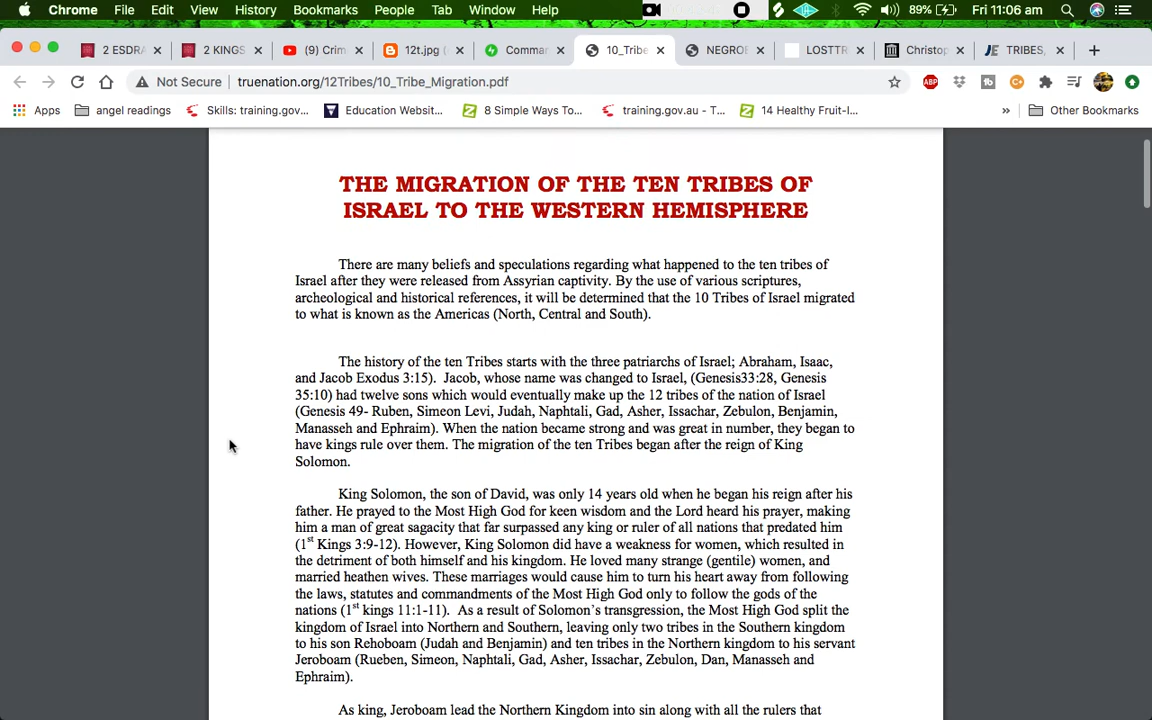 Chrome File Edit View History Bookmarks People Tab Window Help 89% Fri 11:06 am
2 ESDRA 2 KINGS (9) Crim 12t.jpg ( Comma 10_Tribe NEGROE LOSTTR Christop TRIBES,
Not Secure truenation.org/12Tribes/10_Tribe_Migration.pdf ABP
Apps angel readings Skills: training.gov... Education Website... 8 Simple Ways To... training.gov.au - T... 14 Healthy Fruit-I... » Other Bookmarks
THE MIGRATION OF THE TEN TRIBES OF
ISRAEL TO THE WESTERN HEMISPHERE
There are many beliefs and speculations regarding what happened to the ten tribes of
Israel after they were released from Assyrian captivity. By the use of various scriptures,
archeological and historical references, it will be determined that the 10 Tribes of Israel migrated
to what is known as the Americas (North, Central and South).
The history of the ten Tribes starts with the three patriarchs of Israel; Abraham, Isaac,
and Jacob Exodus 3:15). Jacob, whose name was changed to Israel, (Genesis33:28, Genesis
35:10) had twelve sons which would eventually make up the 12 tribes of the nation of Israel
(Genesis 49- Ruben, Simeon Levi, Judah, Naphtali, Gad, Asher, Issachar, Zebulon, Benjamin,
Manasseh and Ephraim). When the nation became strong and was great in number, they began to
have kings rule over them. The migration of the ten Tribes began after the reign of King
Solomon.
King Solomon, the son of David, was only 14 years old when he began his reign after his
father. He prayed to the Most High God for keen wisdom and the Lord heard his prayer, making
him a man of great sagacity that far surpassed any king or ruler of all nations that predated him
(1st Kings 3:9-12). However, King Solomon did have a weakness for women, which resulted in
the detriment of both himself and his kingdom. He loved many strange (gentile) women, and
married heathen wives. These marriages would cause him to turn his heart away from following
the laws, statutes and commandments of the Most High God only to follow the gods of the
nations (1st kings 11:1-11). As a result of Solomon's transgression, the Most High God split the
kingdom of Israel into Northern and Southern, leaving only two tribes in the Southern kingdom
to his son Rehoboam (Judah and Benjamin) and ten tribes in the Northern kingdom to his servant
Jeroboam (Rueben, Simeon, Naphtali, Gad, Asher, Issachar, Zebulon, Dan, Manasseh and
Ephraim).
As king, Jeroboam lead the Northern Kingdom into sin along with all the rulers that